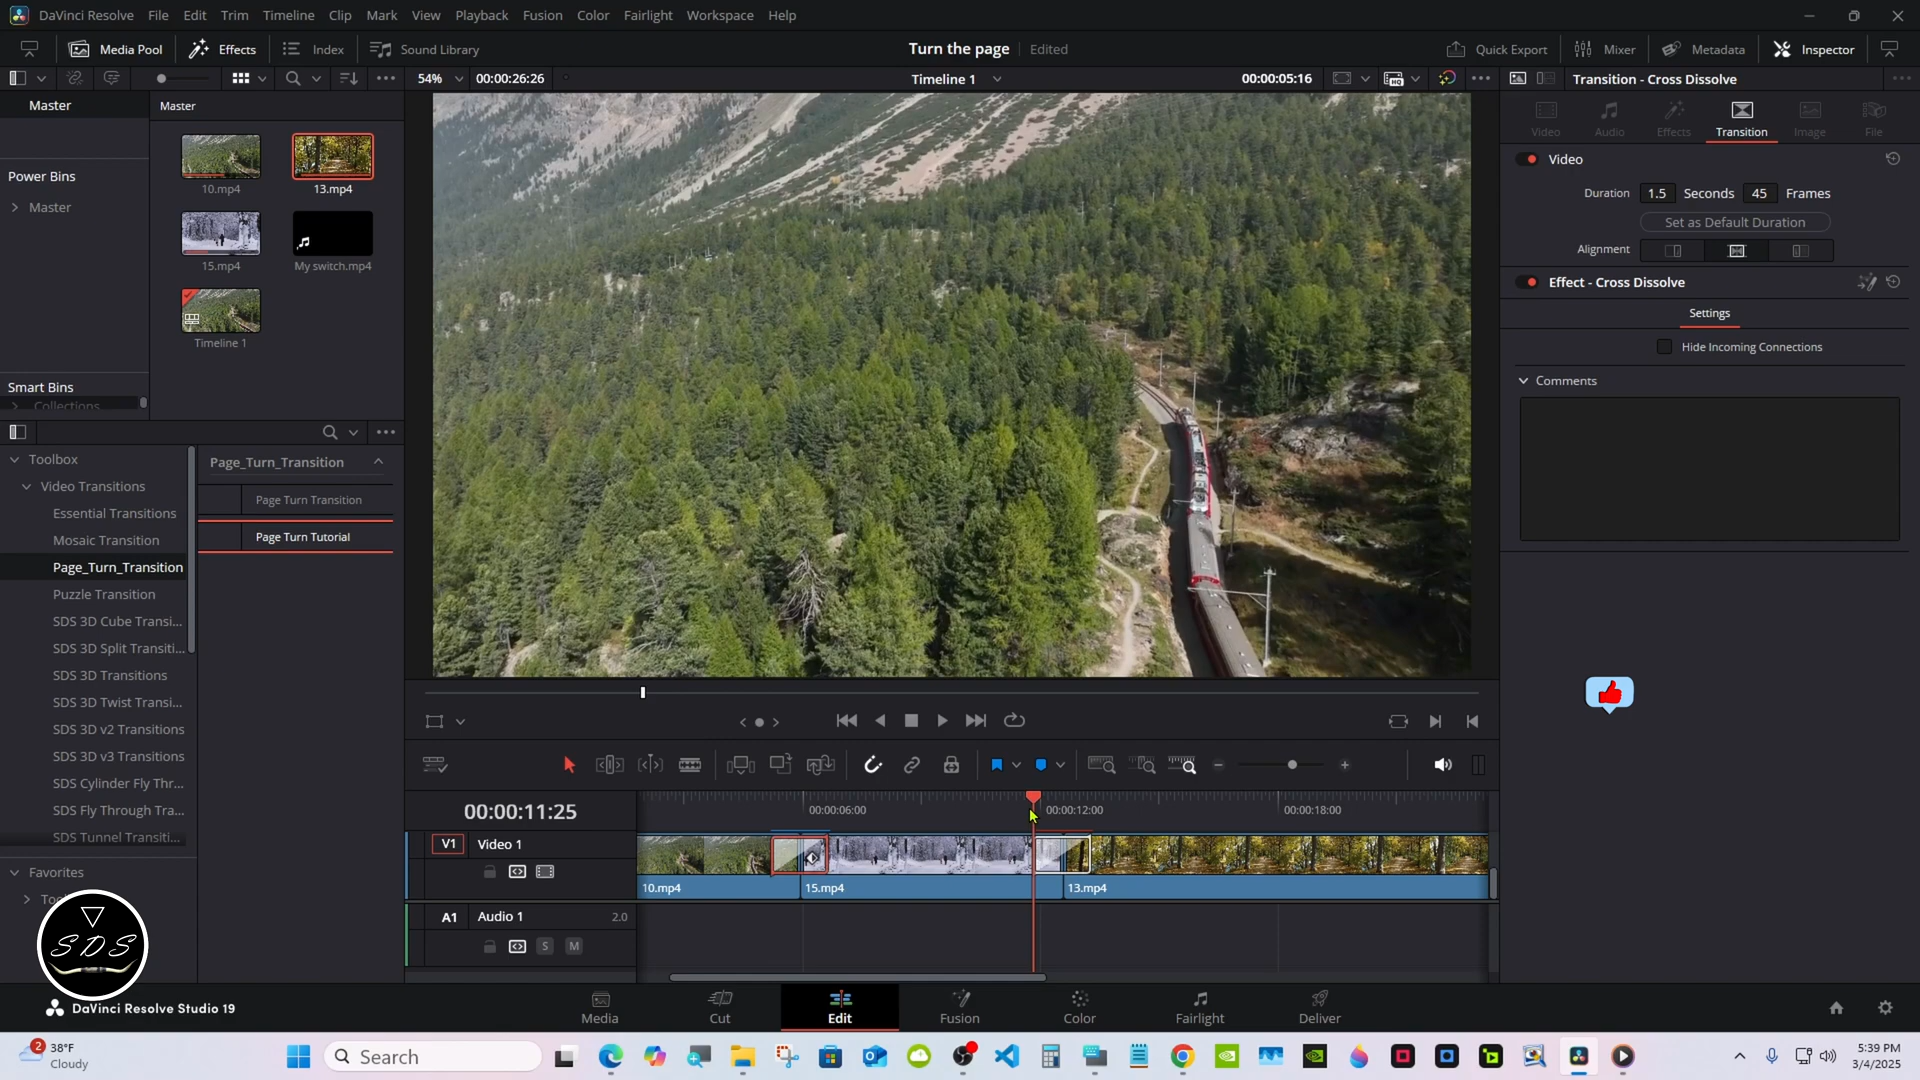 DaVinci Resolve File Edit Trim Timeline Clip Mark View Playback Fusion Color Fairlight Workspace Help
Media Pool Effects Index Sound Library Turn the page Edited Quick Export Mixer Metadata Inspector
54% 00:00:26:26 Timeline 1 00:00:05:16 Transition - Cross Dissolve
Master Master
Video Audio Effects Transition Image File
Video
Power Bins
10.mp4 13.mp4
Duration 1.5 Seconds 45 Frames
Master
Set as Default Duration
Alignment
15.mp4 My switch.mp4
Effect - Cross Dissolve
Settings
Timeline 1
Hide Incoming Connections
Smart Bins
Comments
Collections
Toolbox Page_Turn_Transition
Video Transitions Page Turn Transition
Essential Transitions
Mosaic Transition Page Turn Tutorial
Page_Turn_Transition
Puzzle Transition
SDS 3D Cube Transi...
SDS 3D Split Transiti...
SDS 3D Transitions
SDS 3D Twist Transi...
SDS 3D v2 Transitions
SDS 3D v3 Transitions
SDS Cylinder Fly Thr...
SDS Fly Through Tra...
SDS Tunnel Transiti...
00:00:11:25 00:00:06:00 00:00:12:00 00:00:18:00
V1 Video 1
Favorites
10.mp4 15.mp4 13.mp4
A1 Audio 1 2.0
SDS
S M
DaVinci Resolve Studio 19
Media Cut Edit Fusion Color Fairlight Deliver
2 38°F
Cloudy
Search
5:39 PM
3/4/2025